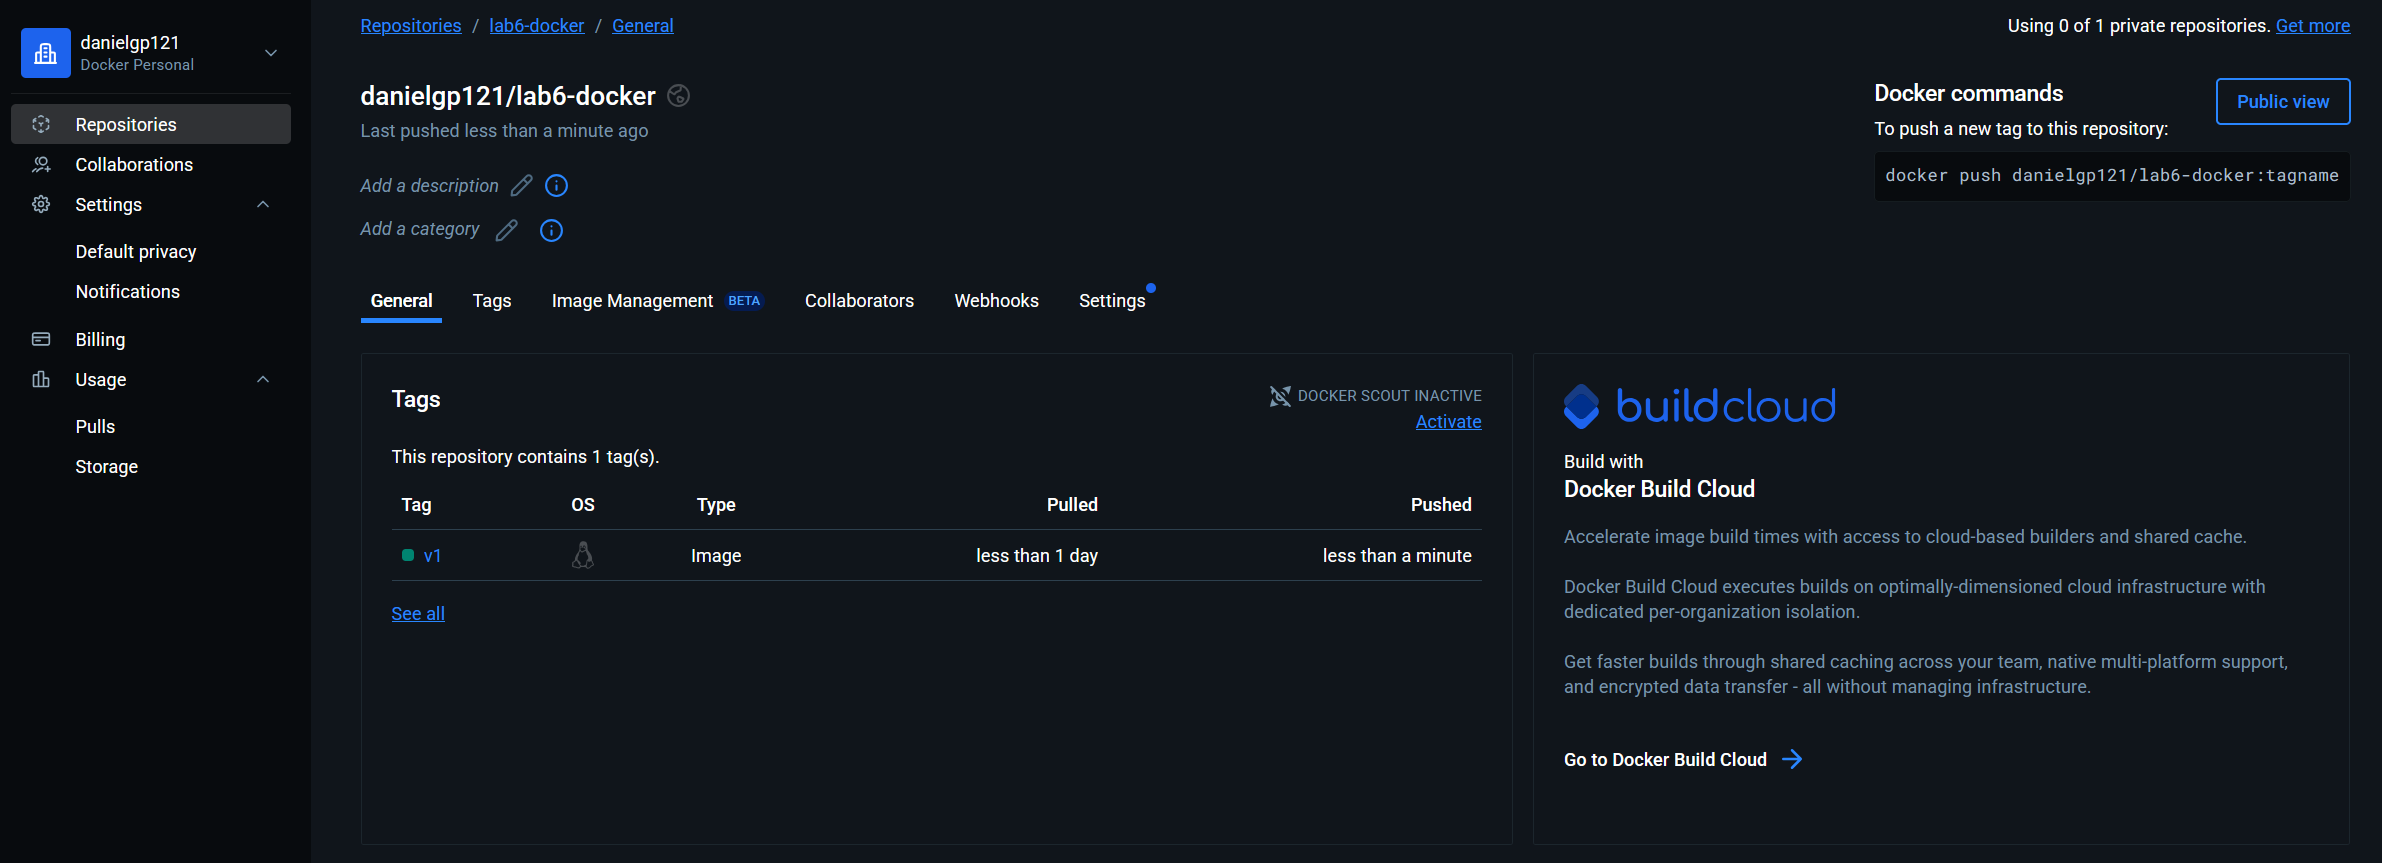 danielgp121
Docker Personal
Repositories
Collaborations
Settings
Default privacy
Notifications
Billing
Usage
Pulls
Storage
Repositories / lab6-docker / General
Using 0 of 1 private repositories. Get more
danielgp121/lab6-docker
Last pushed less than a minute ago
Add a description
Add a category
Docker commands
Public view
To push a new tag to this repository:
docker push danielgp121/lab6-docker:tagname
General Tags Image Management BETA Collaborators Webhooks Settings
Tags
DOCKER SCOUT INACTIVE
Activate
This repository contains 1 tag(s).
Tag OS Type Pulled Pushed
v1 Image less than 1 day less than a minute
See all
buildcloud
Build with
Docker Build Cloud
Accelerate image build times with access to cloud-based builders and shared cache.
Docker Build Cloud executes builds on optimally-dimensioned cloud infrastructure with
dedicated per-organization isolation.
Get faster builds through shared caching across your team, native multi-platform support,
and encrypted data transfer - all without managing infrastructure.
Go to Docker Build Cloud